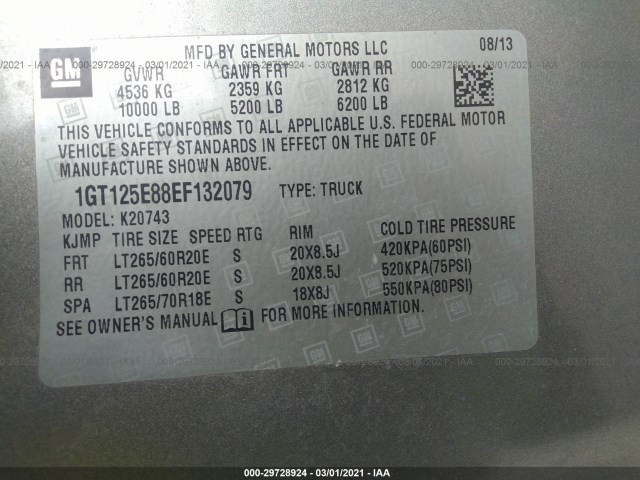 GM
MFD BY GENERAL MOTORS LLC 08/13
GVWR GAWR FRT GAWR RR
4536 KG 2359 KG 2812 KG
10000 LB 5200 LB 6200 LB
THIS VEHICLE CONFORMS TO ALL APPLICABLE U.S. FEDERAL MOTOR
VEHICLE SAFETY STANDARDS IN EFFECT ON THE DATE OF
MANUFACTURE SHOWN ABOVE.
1GT125E88EF132079 TYPE: TRUCK
MODEL: K20743
KJMP TIRE SIZE SPEED RTG RIM COLD TIRE PRESSURE
FRT LT265/60R20E S 20X8.5J 420KPA(60PSI)
RR LT265/60R20E S 20X8.5J 520KPA(75PSI)
SPA LT265/70R18E S 18X8J 550KPA(80PSI)
SEE OWNER'S MANUAL FOR MORE INFORMATION.
000-29728924 - 03/01/2021 - IAA